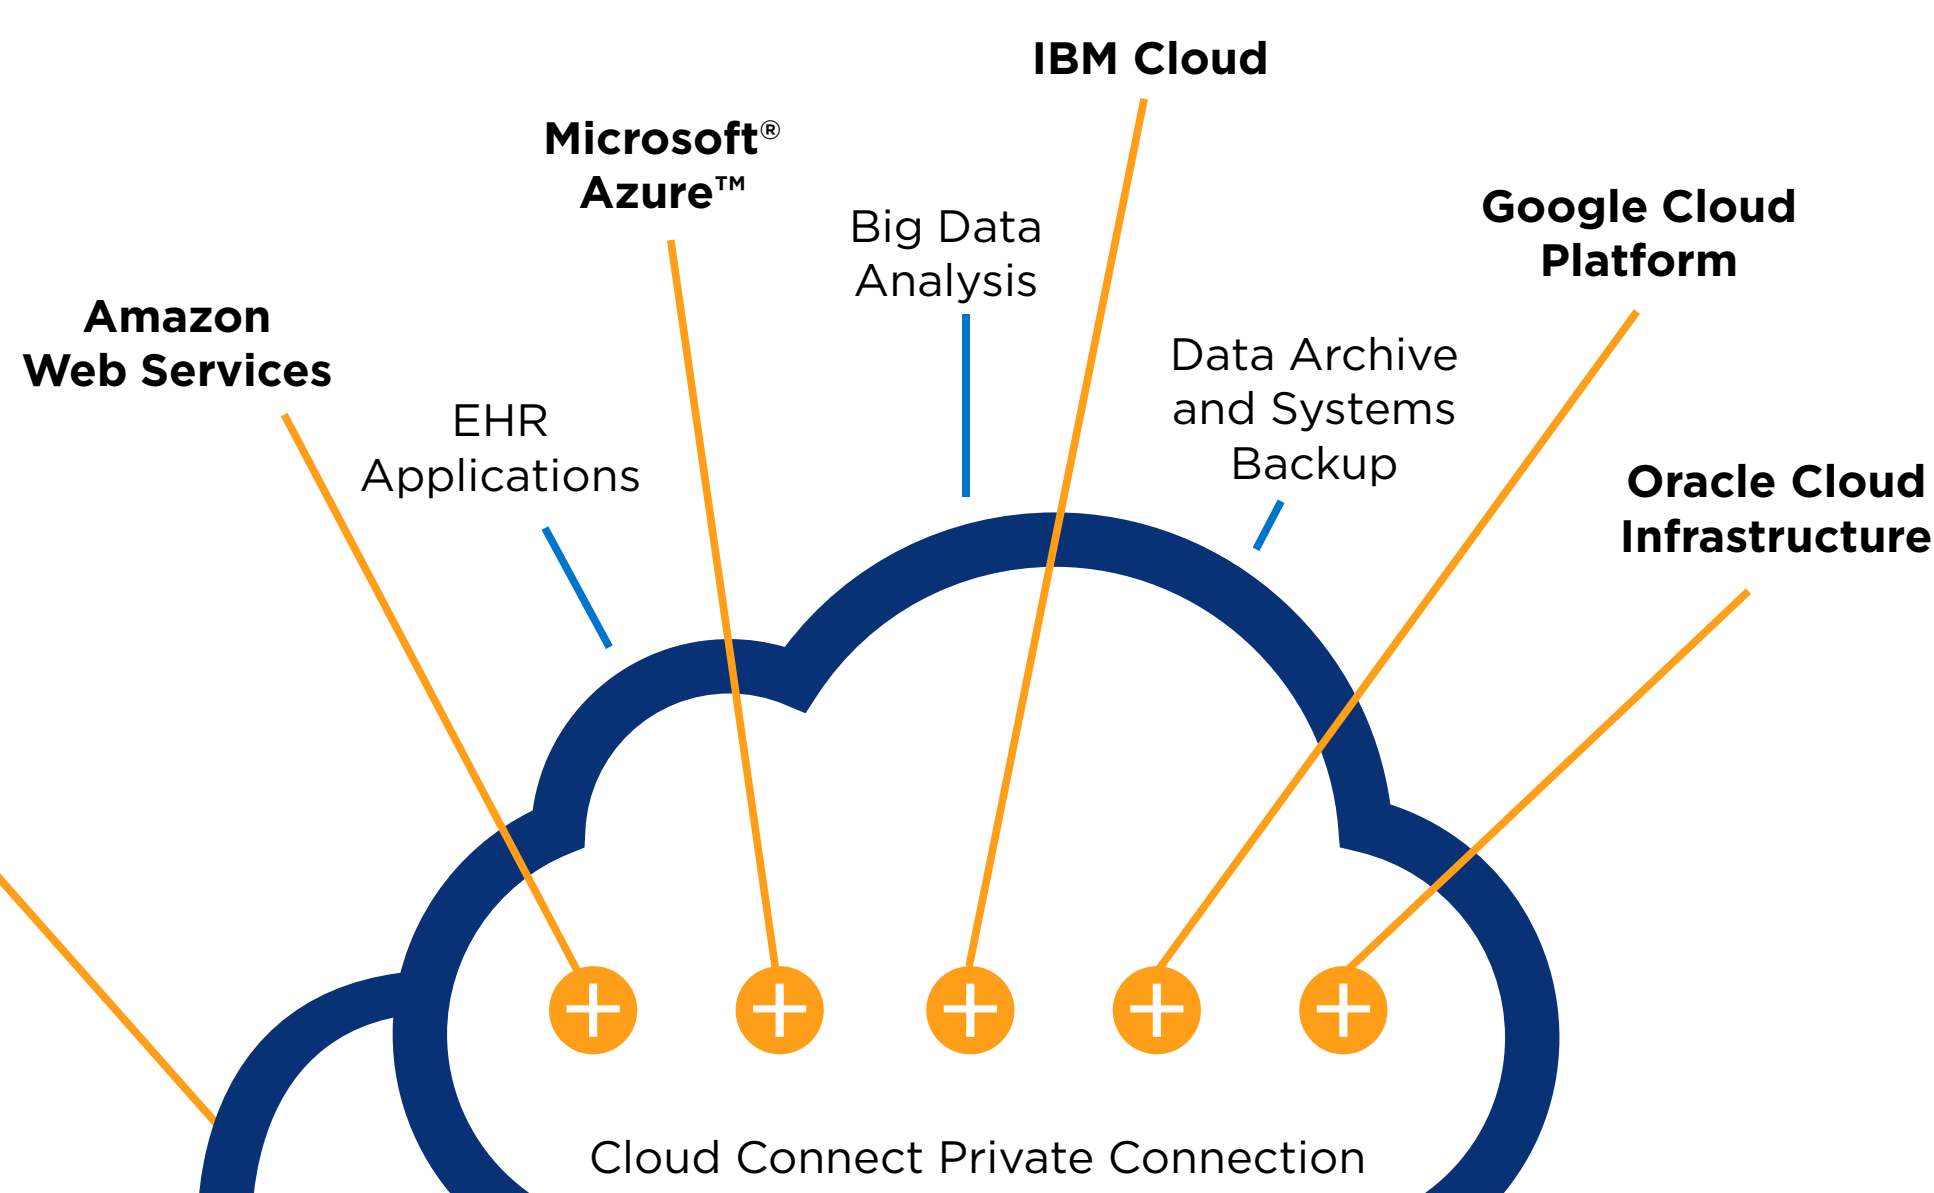 IBM Cloud
Microsoft®
Azure™
Big Data
Analysis
Google Cloud
Platform
Amazon
Web Services
EHR
Applications
Data Archive
and Systems
Backup
Oracle Cloud
Infrastructure
Cloud Connect Private Connection